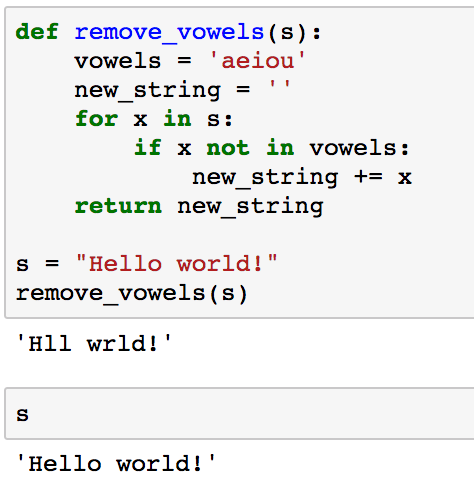 def remove_vowels(s):
    vowels = 'aeiou'
    new_string = ''
    for x in s:
        if x not in vowels:
            new_string += x
    return new_string

s = "Hello world!"
remove_vowels(s)
'Hll wrld!'
s
'Hello world!'